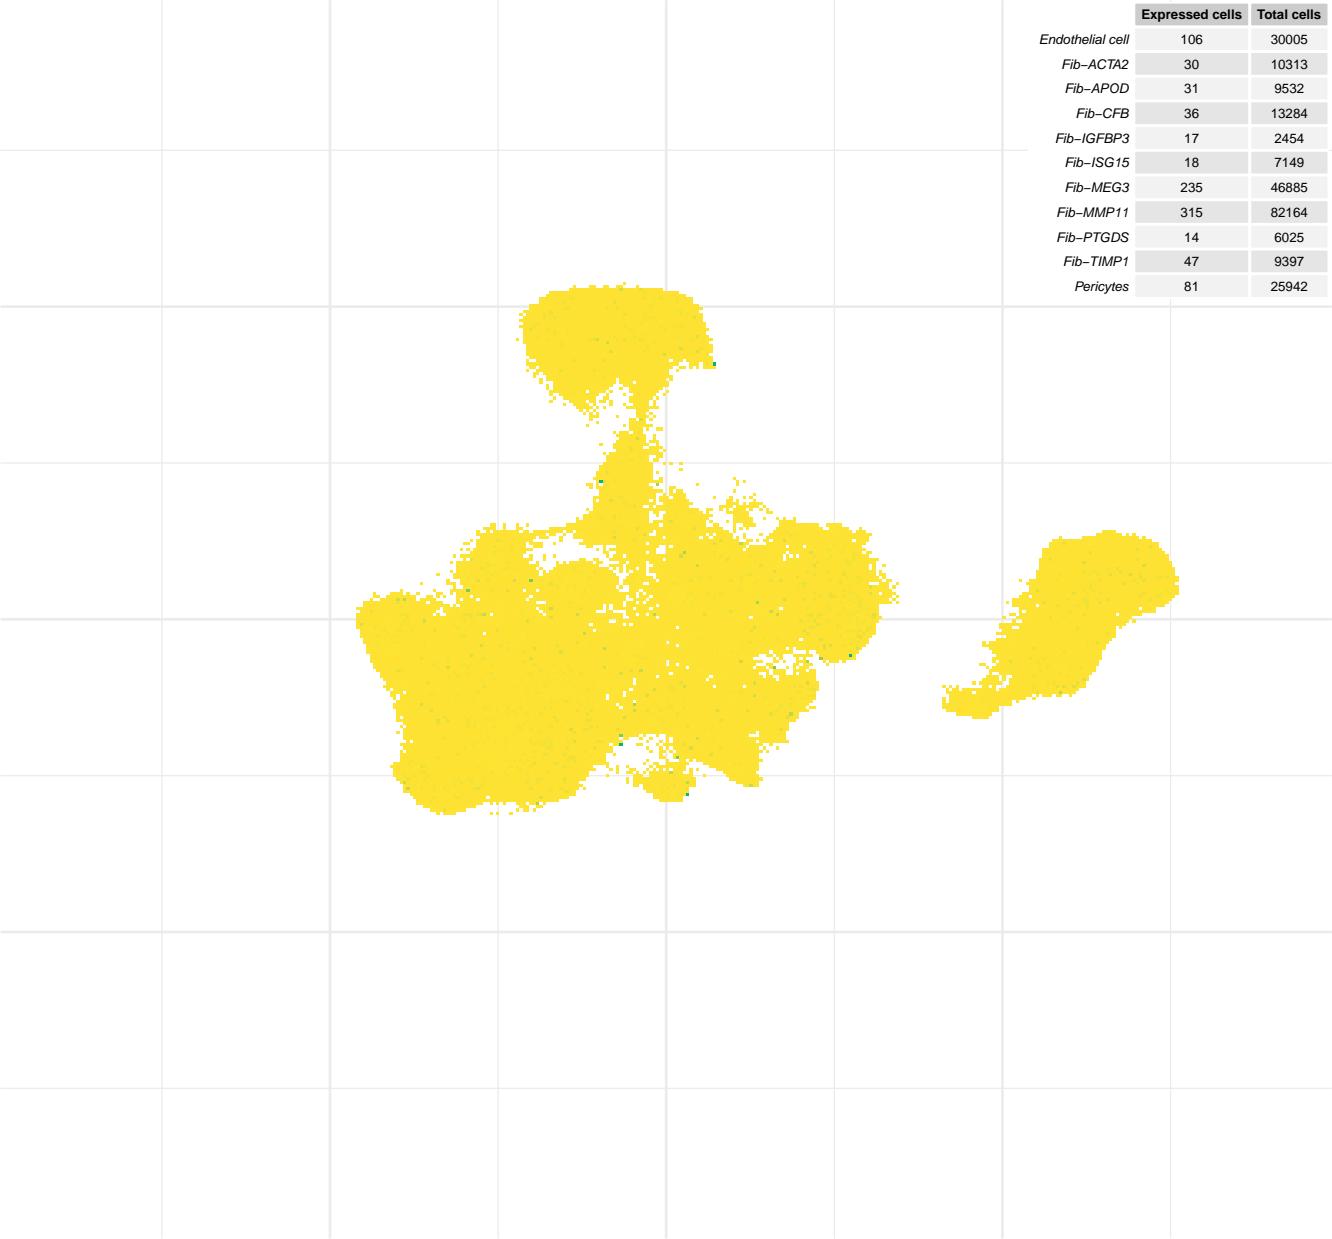 Expressed cells Total cells
Endothelial cell 106 30005
Fib−ACTA2 30 10313
Fib−APOD 31 9532
Fib−CFB 36 13284
Fib−IGFBP3 17 2454
Fib−ISG15 18 7149
Fib−MEG3 235 46885
Fib−MMP11 315 82164
Fib−PTGDS 14 6025
Fib−TIMP1 47 9397
Pericytes 81 25942